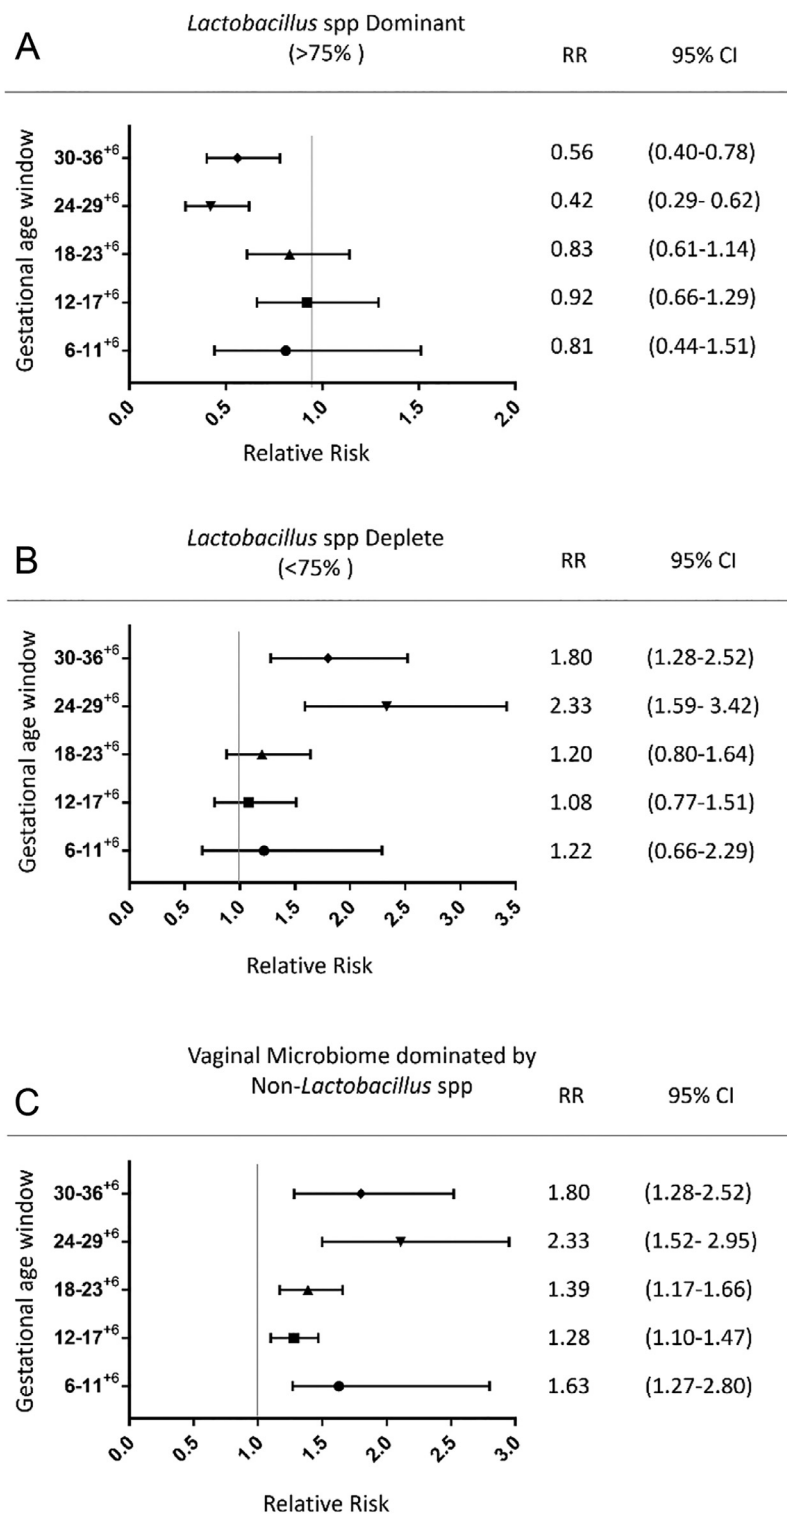 A
Lactobacillus spp Dominant
(>75% )
RR
95% CI
Gestational age window
30-36+6
0.56
(0.40-0.78)
24-29+6
0.42
(0.29- 0.62)
18-23+6
0.83
(0.61-1.14)
12-17+6
0.92
(0.66-1.29)
6-11+6
0.81
(0.44-1.51)
0.0 0.5 1.0 1.5 2.0
Relative Risk
B
Lactobacillus spp Deplete
(<75% )
RR
95% CI
Gestational age window
30-36+6
1.80
(1.28-2.52)
24-29+6
2.33
(1.59- 3.42)
18-23+6
1.20
(0.80-1.64)
12-17+6
1.08
(0.77-1.51)
6-11+6
1.22
(0.66-2.29)
0.0 0.5 1.0 1.5 2.0 2.5 3.0 3.5
Relative Risk
C
Vaginal Microbiome dominated by
Non-Lactobacillus spp
RR
95% CI
Gestational age window
30-36+6
1.80
(1.28-2.52)
24-29+6
2.33
(1.52- 2.95)
18-23+6
1.39
(1.17-1.66)
12-17+6
1.28
(1.10-1.47)
6-11+6
1.63
(1.27-2.80)
0.0 0.5 1.0 1.5 2.0 2.5 3.0
Relative Risk